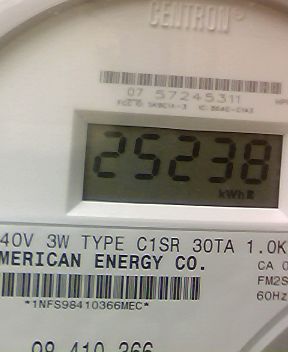 CENTRON
07 57245311
25238
kWh
40V 3W TYPE C1SR 30TA 1.0K
MERICAN ENERGY CO.
CA 0
FM2S
*1NFS98410366MEC*
60Hz
98 410 366